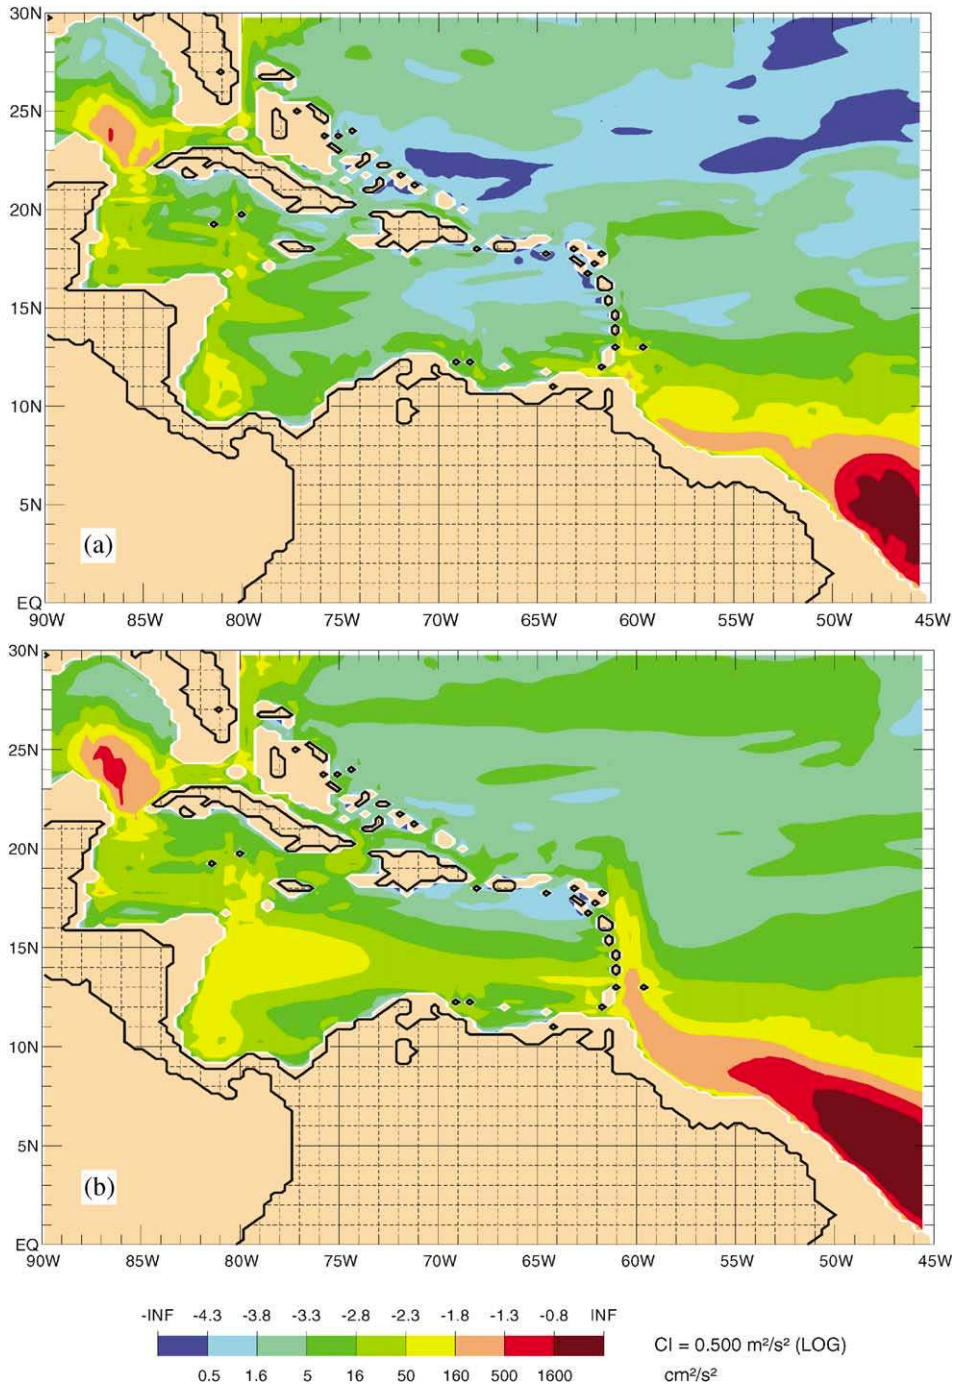 30N
25N
20N
15N
10N
5N
(a)
EQ
90W 85W 80W 75W 70W 65W 60W 55W 50W 45W
30N
25N
20N
15N
10N
5N
(b)
EQ
90W 85W 80W 75W 70W 65W 60W 55W 50W 45W
-INF -4.3 -3.8 -3.3 -2.8 -2.3 -1.8 -1.3 -0.8 INF
CI = 0.500 m²/s² (LOG)
0.5 1.6 5 16 50 160 500 1600 cm²/s²